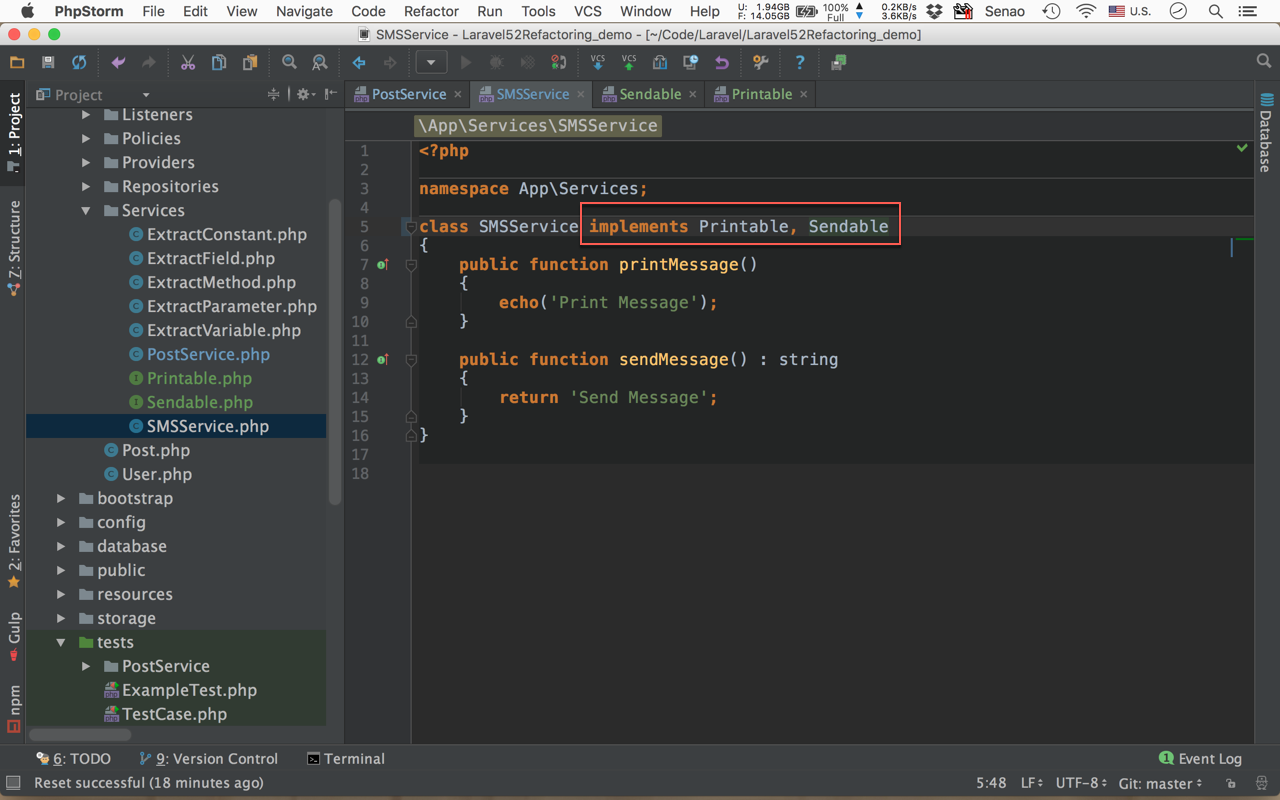 PhpStorm File Edit View Navigate Code Refactor Run Tools VCS Window Help U: 1.94GB F: 14.05GB 100% Full 0.2KB/s 3.6KB/s Senao U.S.
SMSService - Laravel52Refactoring_demo - [~/Code/Laravel/Laravel52Refactoring_demo]
VCS VCS
Project
PostService
SMSService
Sendable
Printable
1: Project
7: Structure
2: Favorites
Gulp
npm
Listeners
Policies
Providers
Repositories
Services
ExtractConstant.php
ExtractField.php
ExtractMethod.php
ExtractParameter.php
ExtractVariable.php
PostService.php
Printable.php
Sendable.php
SMSService.php
Post.php
User.php
bootstrap
config
database
public
resources
storage
tests
PostService
ExampleTest.php
TestCase.php
\App\Services\SMSService
1 <?php
2
3 namespace App\Services;
4
5 class SMSService implements Printable, Sendable
6 {
7 public function printMessage()
8 {
9 echo('Print Message');
10 }
11
12 public function sendMessage() : string
13 {
14 return 'Send Message';
15 }
16 }
17
18
Database
6: TODO 9: Version Control Terminal 1 Event Log
Reset successful (18 minutes ago) 5:48 LF UTF-8 Git: master